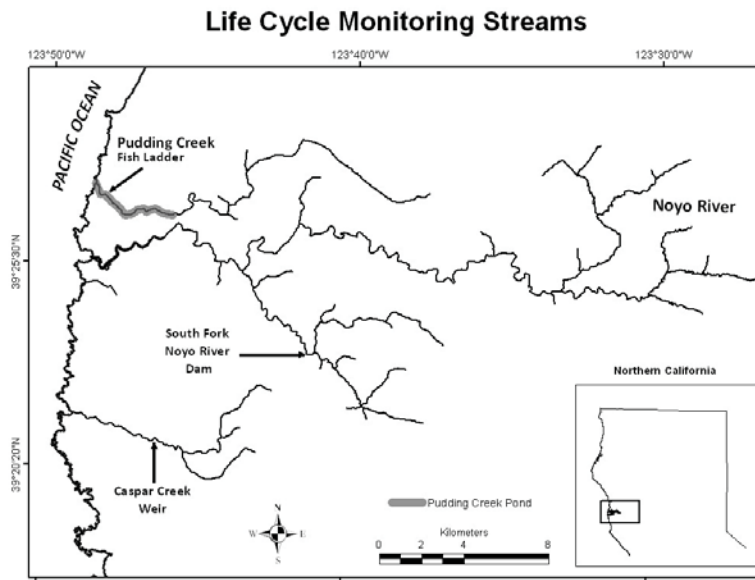 Life Cycle Monitoring Streams
123°50'0"W
123°40'0"W
123°30'0"W
PACIFIC OCEAN
Pudding Creek
Fish Ladder
Noyo River
39°25'30"N
South Fork
Noyo River
Dam
Northern California
39°20'20"N
Caspar Creek
Weir
N
W
E
S
Pudding Creek Pond
Kilometers
0 2 4 8